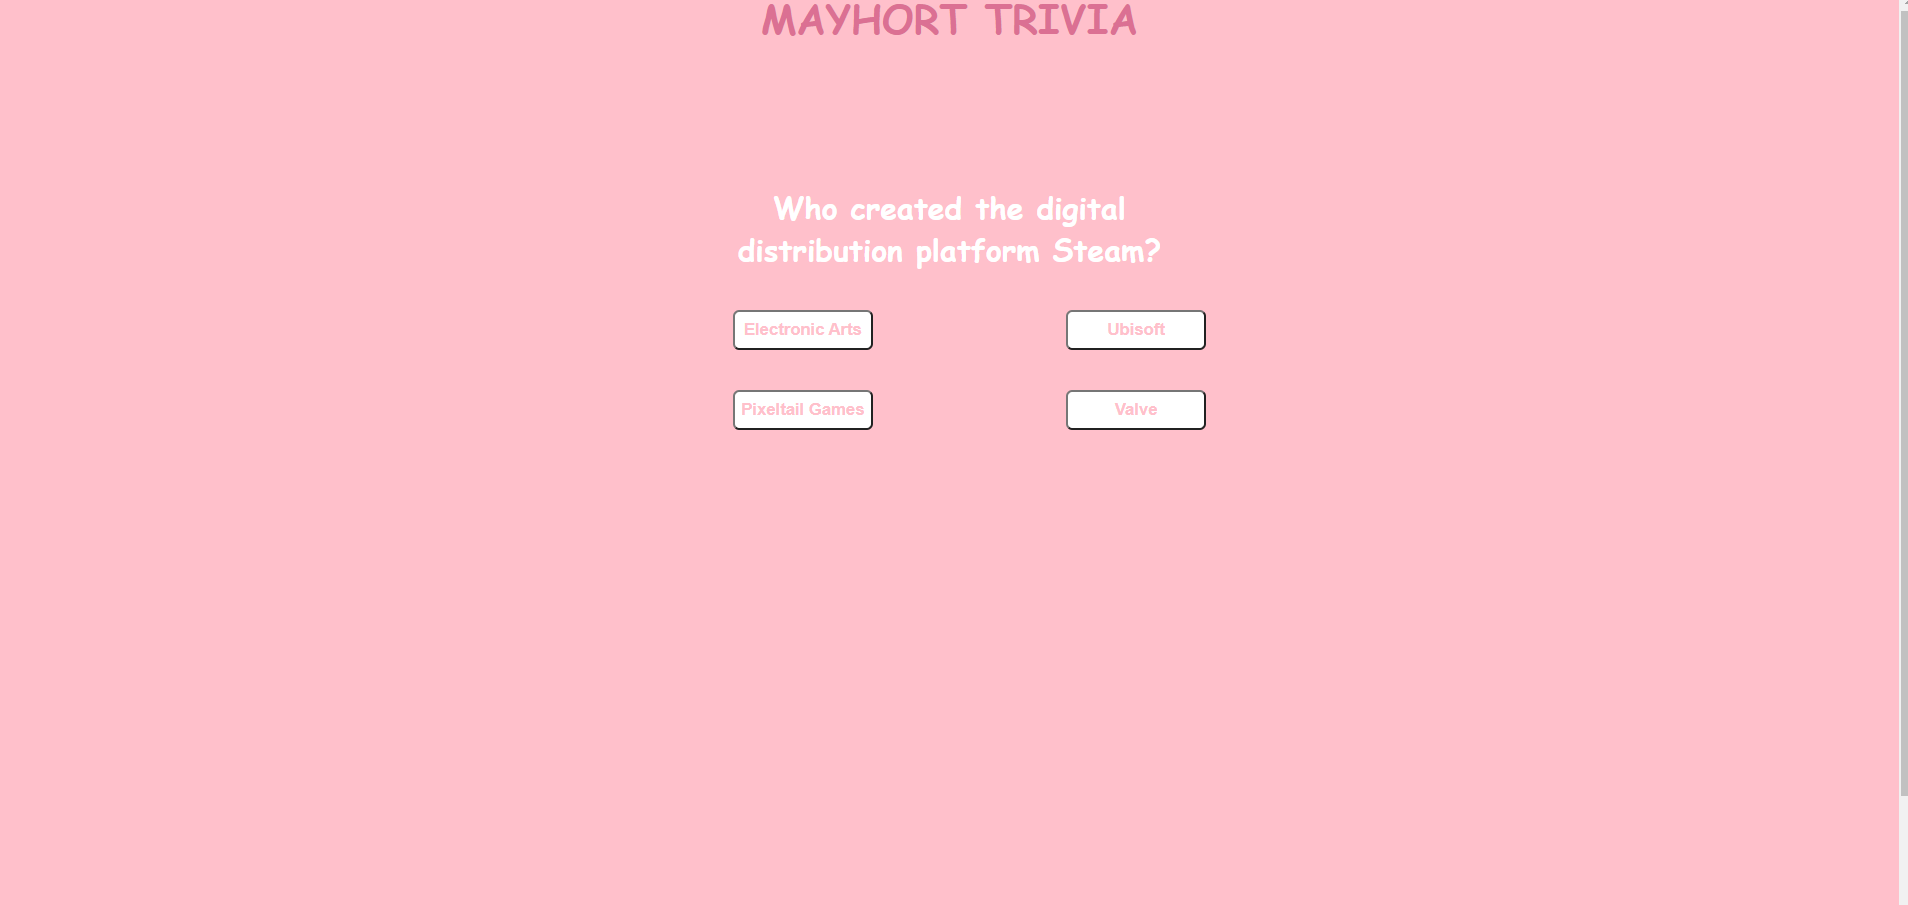 MAYHORT TRIVIA
Who created the digital
distribution platform Steam?
Electronic Arts
Ubisoft
Pixeltail Games
Valve